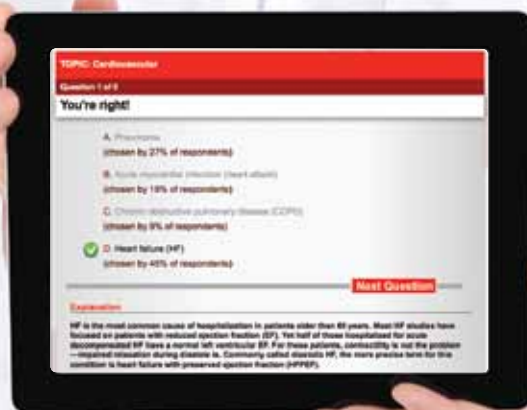 TOPIC: Cardiovascular
Question 1 of 5
You're right!
A. Pneumonia
(chosen by 27% of respondents)
B. Acute myocardial infarction (heart attack)
(chosen by 19% of respondents)
C. Chronic obstructive pulmonary disease (COPD)
(chosen by 9% of respondents)
D. Heart failure (HF)
(chosen by 45% of respondents)
Next Question
Explanation
HF is the most common cause of hospitalization in patients older than 65 years. Most HF studies have
focused on patients with reduced ejection fraction (EF). Yet half of those hospitalized for acute
decompensated HF have a normal left ventricular EF. For these patients, contractility is not the problem
—impaired relaxation during diastole is. Commonly called diastolic HF, the more precise term for this
condition is heart failure with preserved ejection fraction (HFPEF).